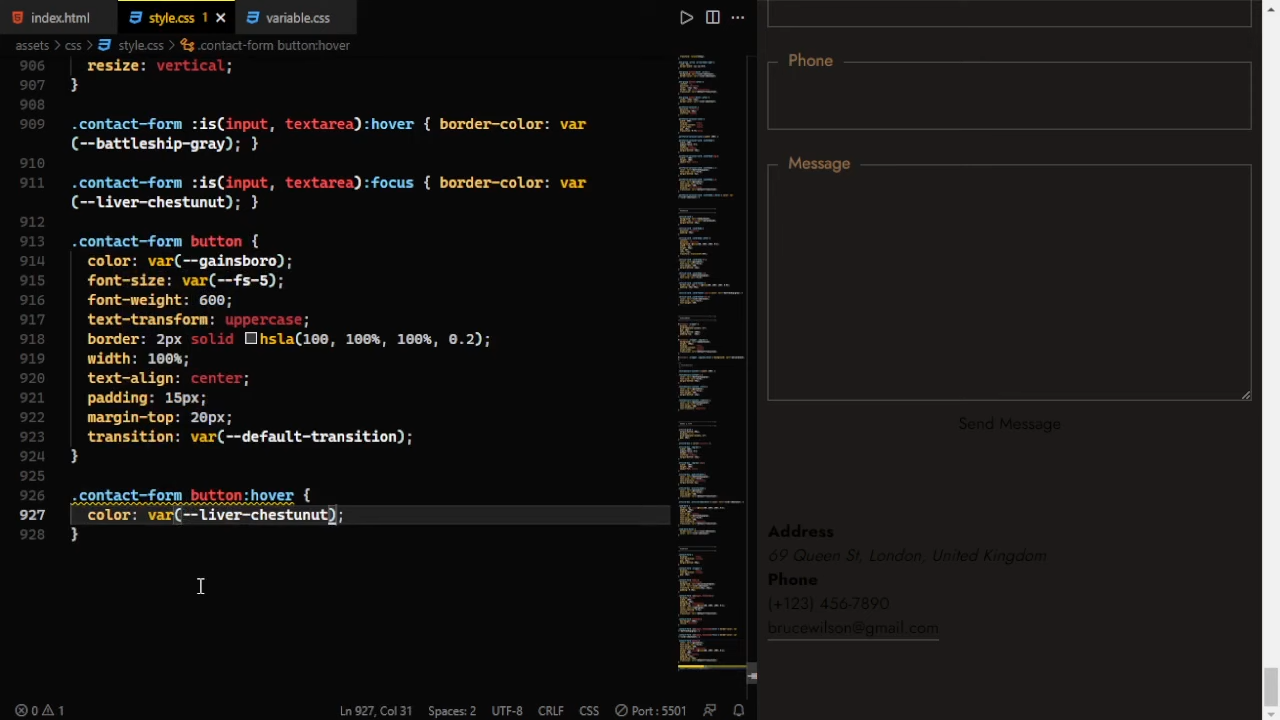 index.html
style.css 1
variable.css
assets > css > style.css > .contact-form button:hover
906 resize: vertical;
907 }
908
909 .contact-form :is(input, textarea):hover { border-color: var
(--battleship-gray); }
910
911 .contact-form :is(input, textarea):focus { border-color: var
(--liver-chestunut); }
912
913 .contact-form button {
914 color: var(--gainsboro);
915 font-size: var(--fs-5);
916 font-weight: 600;
917 text-transform: uppercase;
918 border: 2px solid hsla(100, 100%, 100%, 0.2);
919 width: 100%;
920 text-align: center;
921 padding: 15px;
922 margin-top: 20px;
923 transition: var(--default-transition);
924 }
925
926 .contact-form button:hover {
927 color: var(--liver-chestunut);
928 }
0 1
Ln 927, Col 31
Spaces: 2
UTF-8
CRLF
CSS
Port : 5501
Phone
Message
Send Message
Address
69 Queen St, London, United Kingdom
Phone
(+123) 456-7890
brucewilson@gmail.com